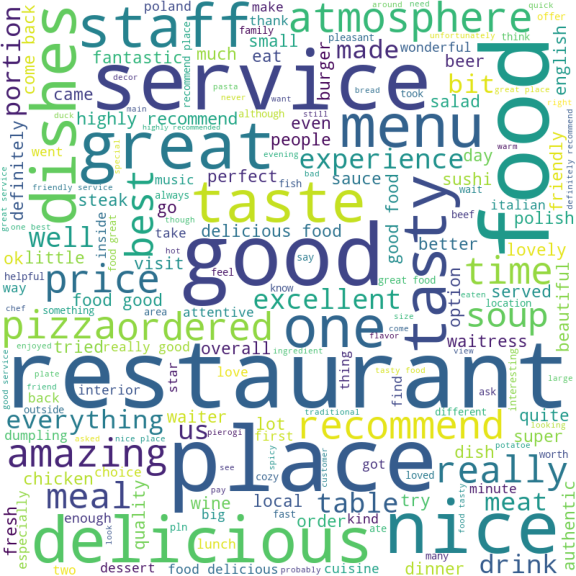 poland
make
around
need
quick
staff
thank
family
small
atmosphere
unfortunately
think
offer
portion
come back
fantastic
much
decor
eat
recommend place
made
wonderful
pleasant
great place
english
dishes
came
service
burger
beer
pasta
never
want
bread
took
right
food
duck
main
still
highly recommend
highly recommended
although
even
menu
bit
salad
warm
definitely
great
people
experience
day
friendly
definitely recommend
went
special
evening
bad
sushi
wait
great service
friendly service
best
music
perfect
fish
sauce
tasty
steak
always
go
taste
good food
italian
beef
one best
well
inside
food great
though
take
delicious food
better
polish
ok
little
hot
say
good
option
time
lovely
beautiful
helpful
price
visit
feel
know
great food
served
location
way
chef
something
area
attentive
excellent
size
eaten
soup
food good
pizza
ordered
one
come
flavor
waitress
enjoyed
tried
really good
overall
ingredient
view
large
good service
plate
friend
interior
star
love
restaurant
thing
tasty food
find
ask
interesting
back
outside
everything
traditional
recommend
different
quite
looking
dumpling
asked
nice place
waiter
us
pierogi
lot
first
place
super
amazing
chicken
choice
see
cozy
spicy
customer
got
loved
really
dish
potatoe
worth
fresh
especially
meal
quality
wine
pay
local
table
try
meat
minute
authentic
enough
look
pln
big
fast
order
ate
kind
nice
food tasty
two
lunch
delicious
dessert
food delicious
probably
cuisine
many
dinner
drink